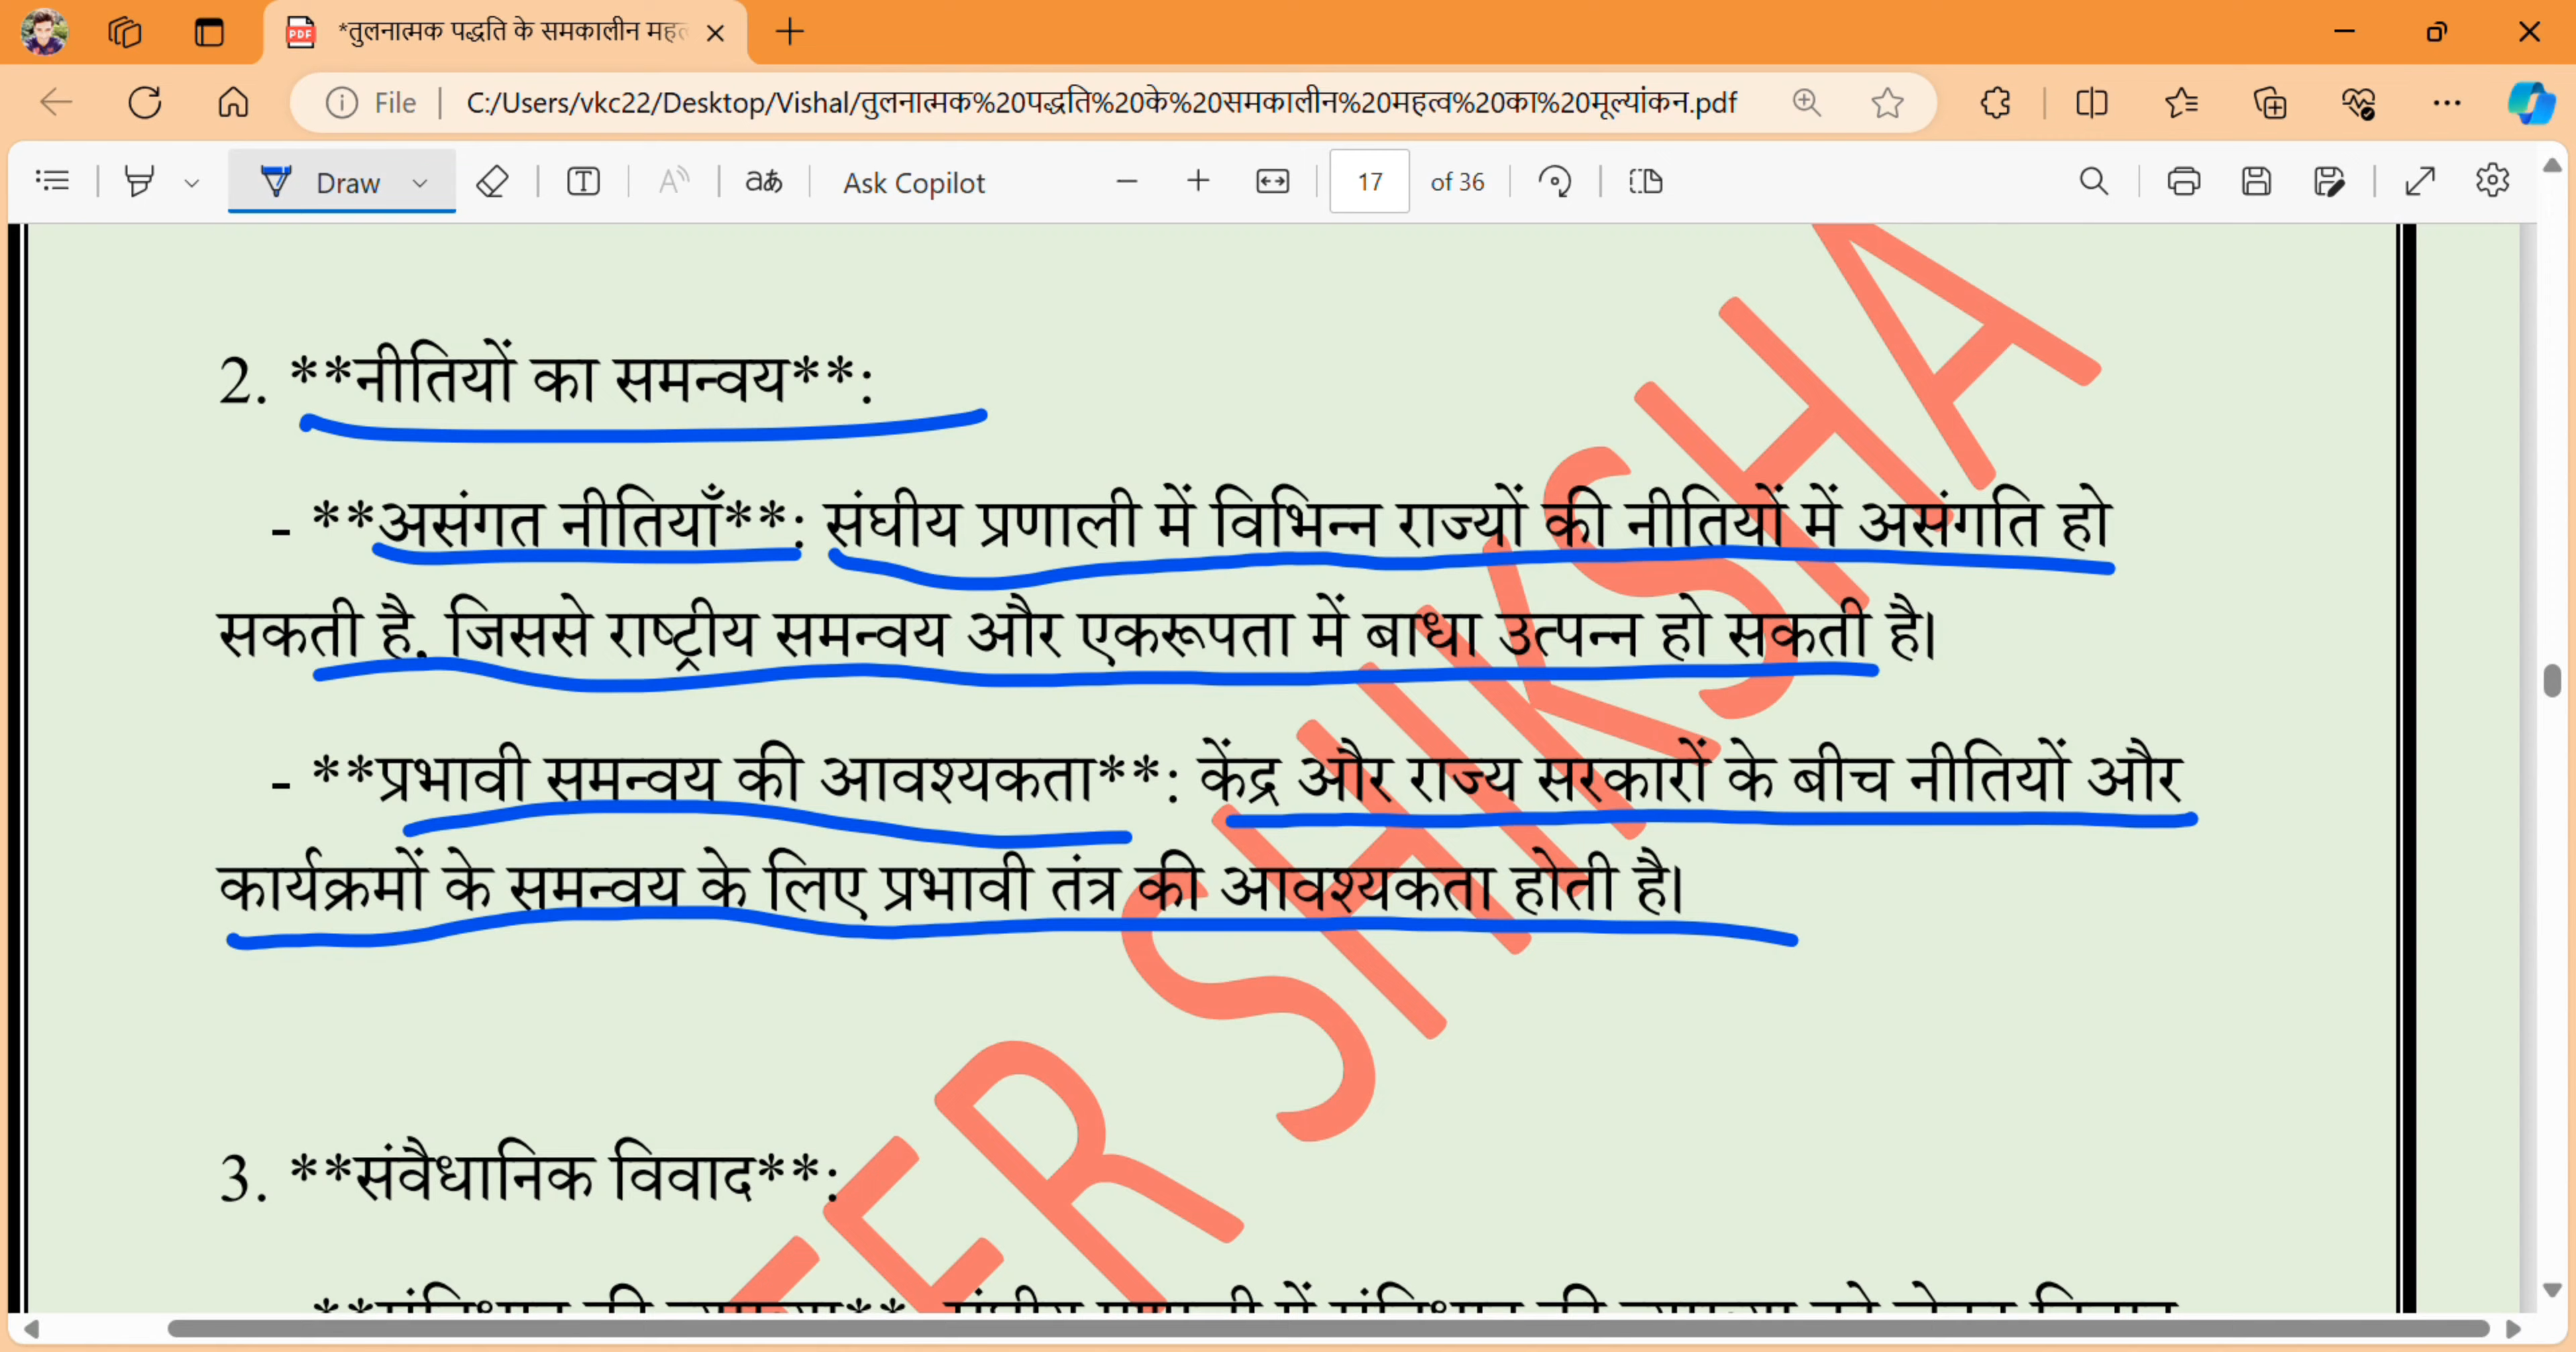 *तुलनात्मक पद्धति के समकालीन मह
File
C:/Users/vkc22/Desktop/Vishal/तुलनात्मक%20पद्धति%20के%20समकालीन%20महत्व%20का%20मूल्यांकन.pdf
Draw
aあ
Ask Copilot
17 of 36
2. **नीतियों का समन्वय**:
- **असंगत नीतियाँ**: संघीय प्रणाली में विभिन्न राज्यों की नीतियों में असंगति हो
सकती है, जिससे राष्ट्रीय समन्वय और एकरूपता में बाधा उत्पन्न हो सकती है।
- **प्रभावी समन्वय की आवश्यकता**: केंद्र और राज्य सरकारों के बीच नीतियों और
कार्यक्रमों के समन्वय के लिए प्रभावी तंत्र की आवश्यकता होती है।
3. **संवैधानिक विवाद**:
ER SHIKSHA